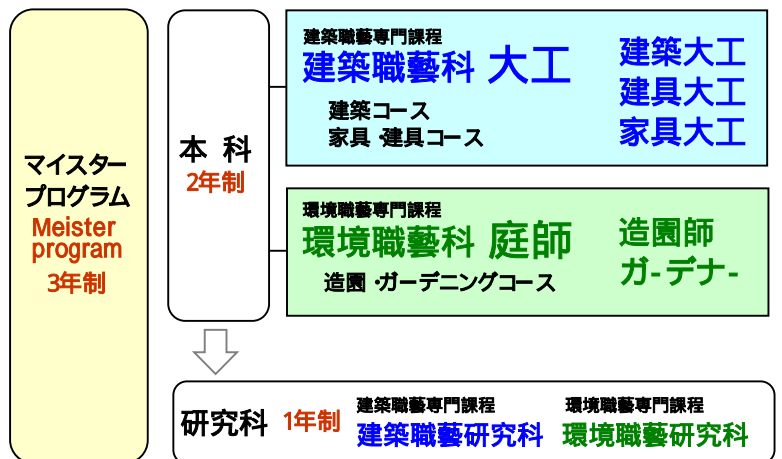 マイスター
プログラム
Meister
program
3年制
本 科
2年制
建築職藝専門課程
建築職藝科 大工
建築コース
家具・建具コース
建築大工
建具大工
家具大工
環境職藝専門課程
環境職藝科 庭師
造園・ガーデニングコース
造園師
ガ-デナ-
研究科 1年制
建築職藝専門課程
建築職藝研究科
環境職藝専門課程
環境職藝研究科